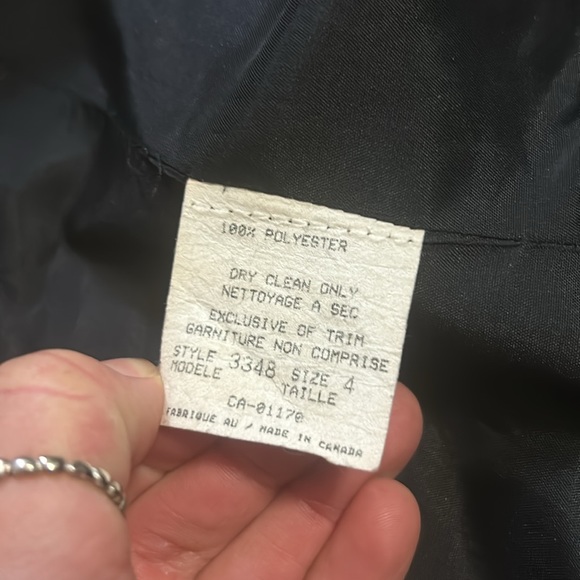 100% POLYESTER
DRY CLEAN ONLY
NETTOYAGE A SEC
EXCLUSIVE OF TRIM
GARNITURE NON COMPRISE
STYLE 3348 SIZE 4
MODELE TAILLE
CA-01170
FABRIQUE AU / MADE IN CANADA